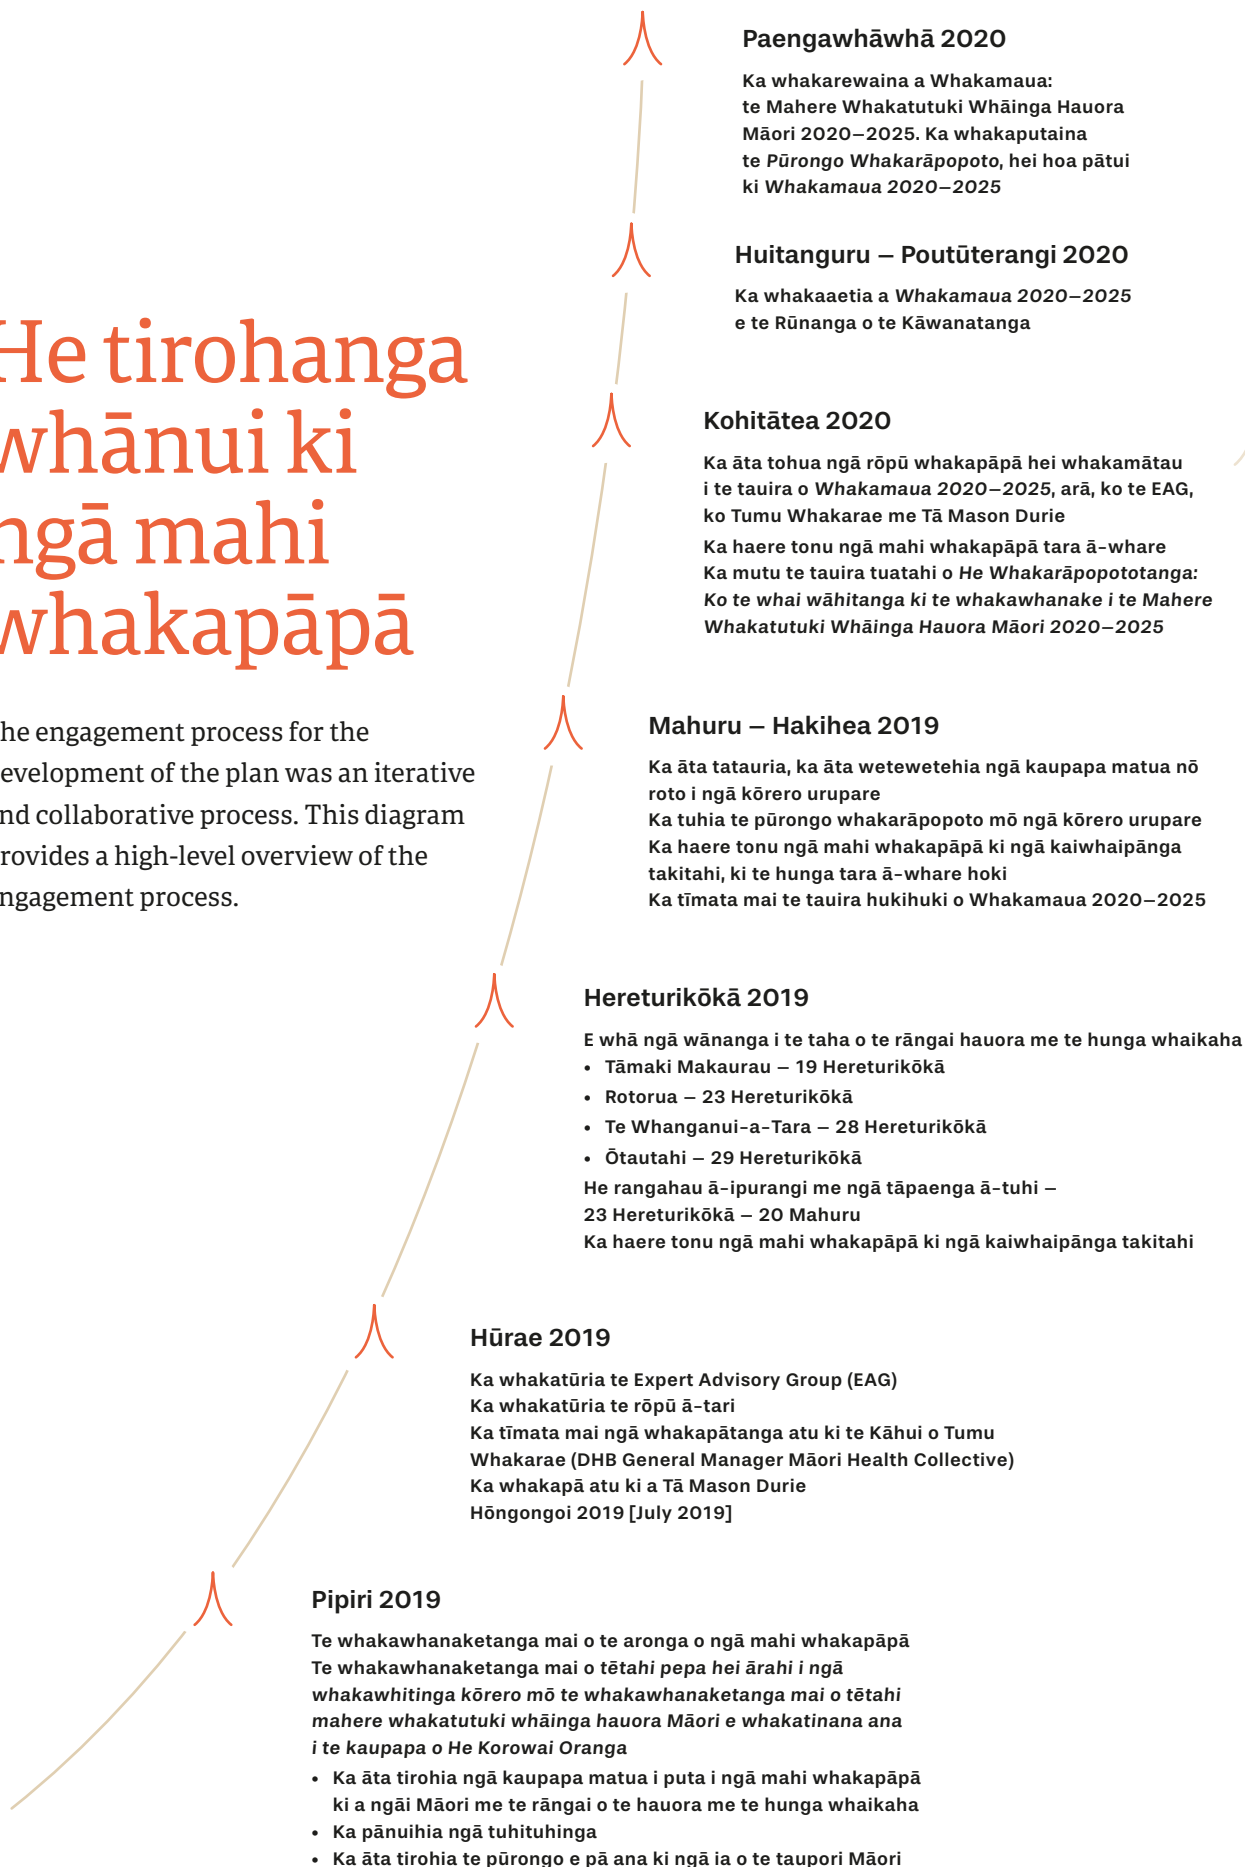 He tirohanga
whānui ki
ngā mahi
whakapāpā
he engagement process for the
evelopment of the plan was an iterative
nd collaborative process. This diagram
rovides a high-level overview of the
ngagement process.
Paengawhāwhā 2020
Ka whakarewaina a Whakamaua:
te Mahere Whakatutuki Whāinga Hauora
Māori 2020–2025. Ka whakaputaina
te Pūrongo Whakarāpopoto, hei hoa pātui
ki Whakamaua 2020–2025
Huitanguru – Poutūterangi 2020
Ka whakaaetia a Whakamaua 2020–2025
e te Rūnanga o te Kāwanatanga
Kohitātea 2020
Ka āta tohua ngā rōpū whakapāpā hei whakamātau
i te tauira o Whakamaua 2020–2025, arā, ko te EAG,
ko Tumu Whakarae me Tā Mason Durie
Ka haere tonu ngā mahi whakapāpā tara ā-whare
Ka mutu te tauira tuatahi o He Whakarāpopototanga:
Ko te whai wāhitanga ki te whakawhanake i te Mahere
Whakatutuki Whāinga Hauora Māori 2020–2025
Mahuru – Hakihea 2019
Ka āta tatauria, ka āta wetewetehia ngā kaupapa matua nō
roto i ngā kōrero urupare
Ka tuhia te pūrongo whakarāpopoto mō ngā kōrero urupare
Ka haere tonu ngā mahi whakapāpā ki ngā kaiwhaipānga
takitahi, ki te hunga tara ā-whare hoki
Ka tīmata mai te tauira hukihuki o Whakamaua 2020–2025
Hereturikōkā 2019
E whā ngā wānanga i te taha o te rāngai hauora me te hunga whaikaha
• Tāmaki Makaurau – 19 Hereturikōkā
• Rotorua – 23 Hereturikōkā
• Te Whanganui-a-Tara – 28 Hereturikōkā
• Ōtautahi – 29 Hereturikōkā
He rangahau ā-ipurangi me ngā tāpaenga ā-tuhi –
23 Hereturikōkā – 20 Mahuru
Ka haere tonu ngā mahi whakapāpā ki ngā kaiwhaipānga takitahi
Hūrae 2019
Ka whakatūria te Expert Advisory Group (EAG)
Ka whakatūria te rōpū ā-tari
Ka tīmata mai ngā whakapātanga atu ki te Kāhui o Tumu
Whakarae (DHB General Manager Māori Health Collective)
Ka whakapā atu ki a Tā Mason Durie
Hōngongoi 2019 [July 2019]
Pipiri 2019
Te whakawhanaketanga mai o te aronga o ngā mahi whakapāpā
Te whakawhanaketanga mai o tētahi pepa hei ārahi i ngā
whakawhitinga kōrero mō te whakawhanaketanga mai o tētahi
mahere whakatutuki whāinga hauora Māori e whakatinana ana
i te kaupapa o He Korowai Oranga
• Ka āta tirohia ngā kaupapa matua i puta i ngā mahi whakapāpā
ki a ngāi Māori me te rāngai o te hauora me te hunga whaikaha
• Ka pānuihia ngā tuhituhinga
• Ka āta tirohia te pūrongo e pā ana ki ngā ia o te taupori Māori